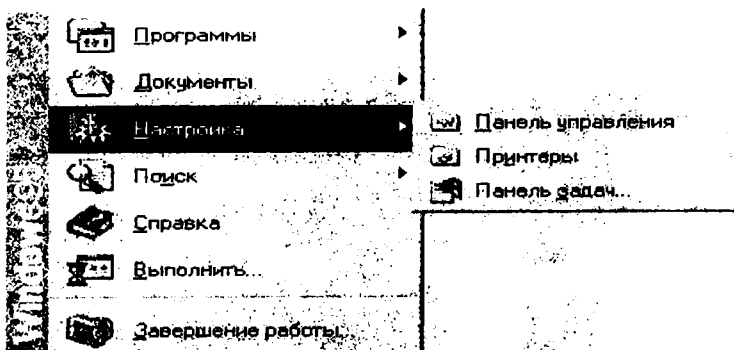 Программы
Документы
Настройка
Поиск
Справка
Выполнить...
Завершение работы...
Панель управления
Принтеры
Панель задач...